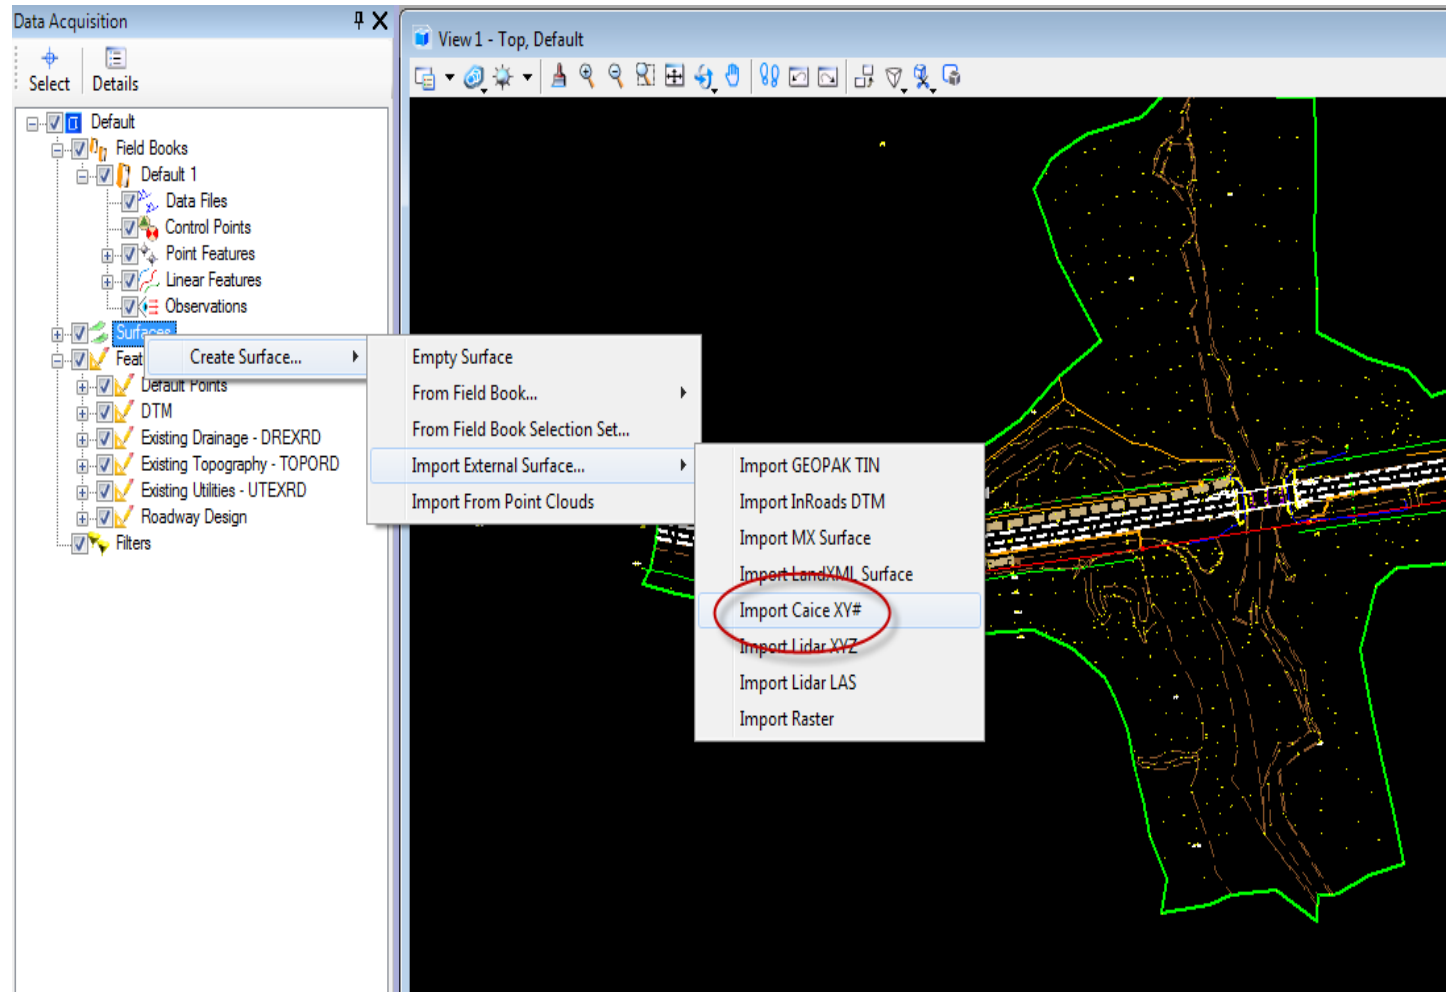 Data Acquisition
Select
Details
Default
Field Books
Default 1
Data Files
Control Points
Point Features
Linear Features
Observations
Surfaces
Feat
Default Points
DTM
Existing Drainage - DREXRD
Existing Topography - TOPORD
Existing Utilities - UTEXRD
Roadway Design
Filters
Create Surface...
Empty Surface
From Field Book...
From Field Book Selection Set...
Import External Surface...
Import From Point Clouds
Import GEOPAK TIN
Import InRoads DTM
Import MX Surface
Import LandXML Surface
Import Caice XY#
Import Lidar XYZ
Import Lidar LAS
Import Raster
View 1 - Top, Default